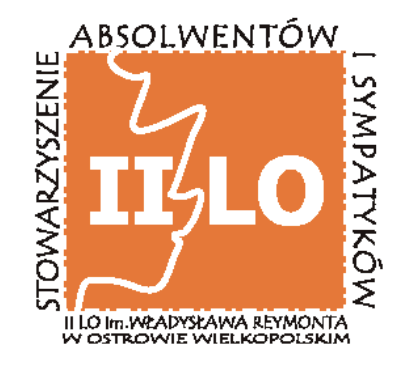 STOWARZYSZENIE
ABSOLWENTÓW
I SYMPATYKÓW
II LO
II LO Im. WŁADYSŁAWA REYMONTA
W OSTROWIE WIELKOPOLSKIM